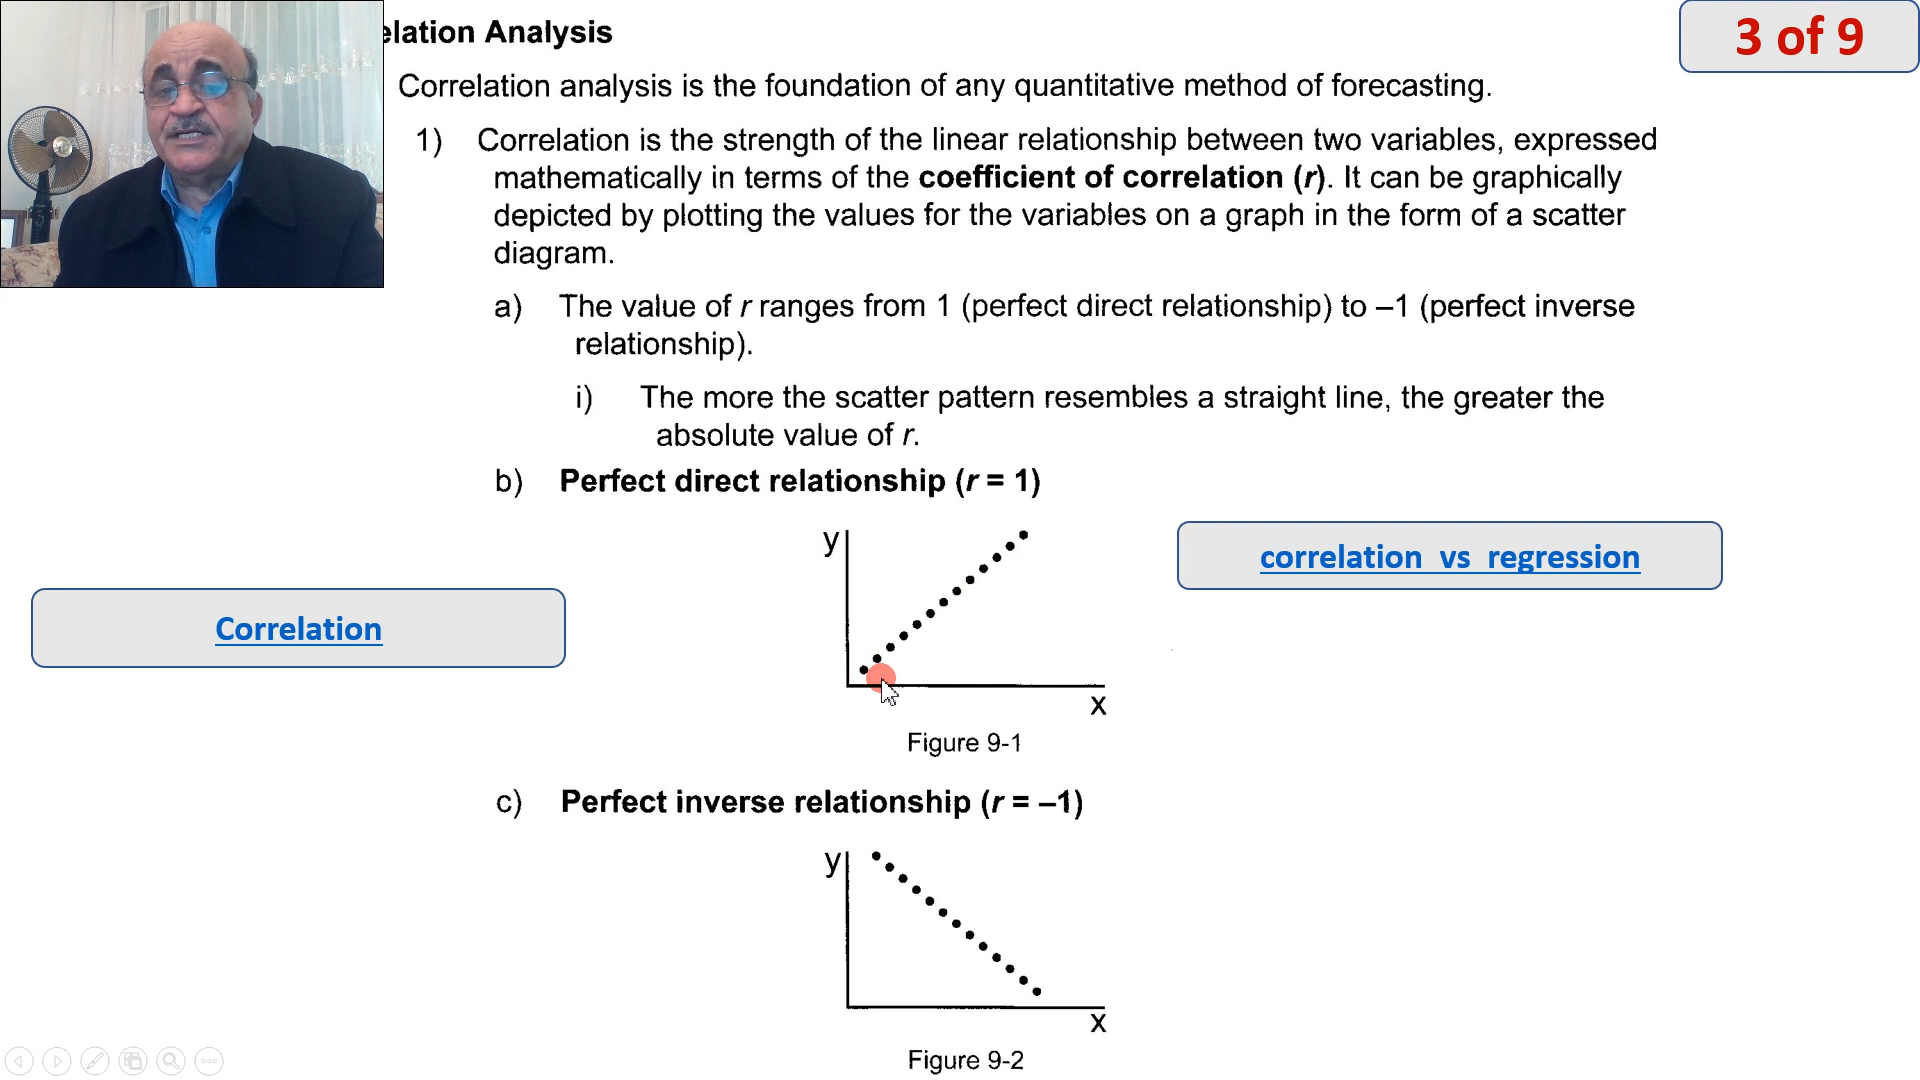 elation Analysis
3 of 9
Correlation analysis is the foundation of any quantitative method of forecasting.
1) Correlation is the strength of the linear relationship between two variables, expressed
mathematically in terms of the coefficient of correlation (r). It can be graphically
depicted by plotting the values for the variables on a graph in the form of a scatter
diagram.
a) The value of r ranges from 1 (perfect direct relationship) to –1 (perfect inverse
relationship).
i) The more the scatter pattern resembles a straight line, the greater the
absolute value of r.
b) Perfect direct relationship (r = 1)
y
correlation vs regression
Correlation
x
Figure 9-1
c) Perfect inverse relationship (r = –1)
y
x
Figure 9-2